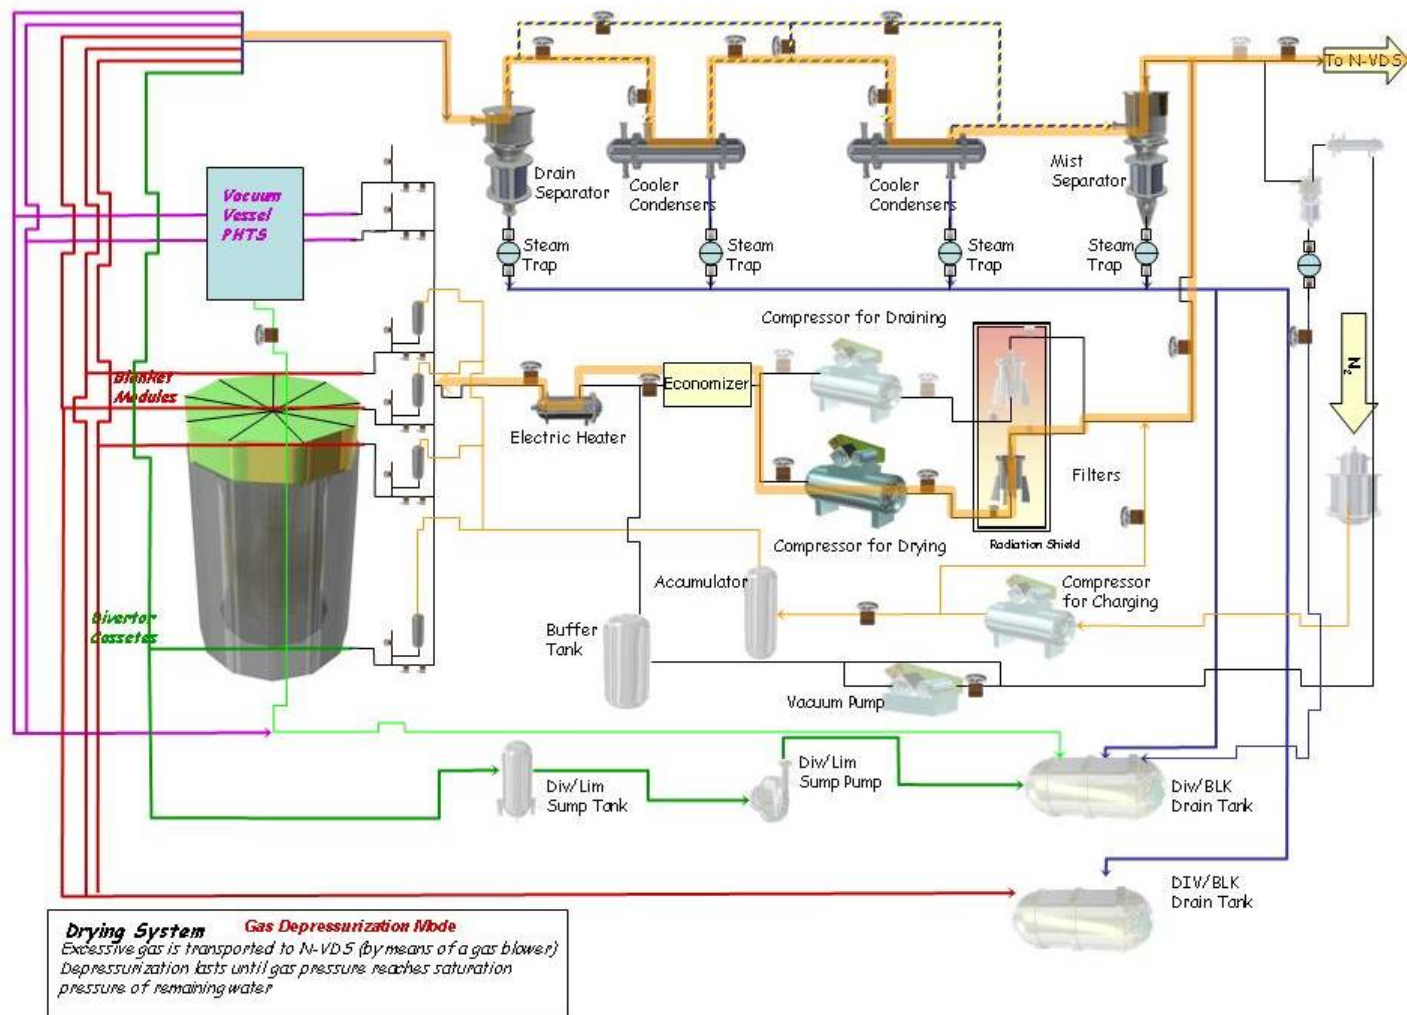 To N-VDS
Vacuum
Vessel
PHTS
Drain
Separator
Cooler
Condensers
Cooler
Condensers
Mist
Separator
Steam
Trap
Steam
Trap
Steam
Trap
Steam
Trap
Compressor for Draining
N2
Blanket
Modules
Economizer
Electric Heater
Filters
Radiation Shield
Compressor for Drying
Accumulator
Compressor
for Charging
Divertor
Cassetes
Buffer
Tank
Vacuum Pump
Div/Lim
Sump Tank
Div/Lim
Sump Pump
Div/BLK
Drain Tank
DIV/BLK
Drain Tank
Drying System Gas Depressurization Mode
Excessive gas is transported to N-VDS (by means of a gas blower)
Depressurization lasts until gas pressure reaches saturation
pressure of remaining water